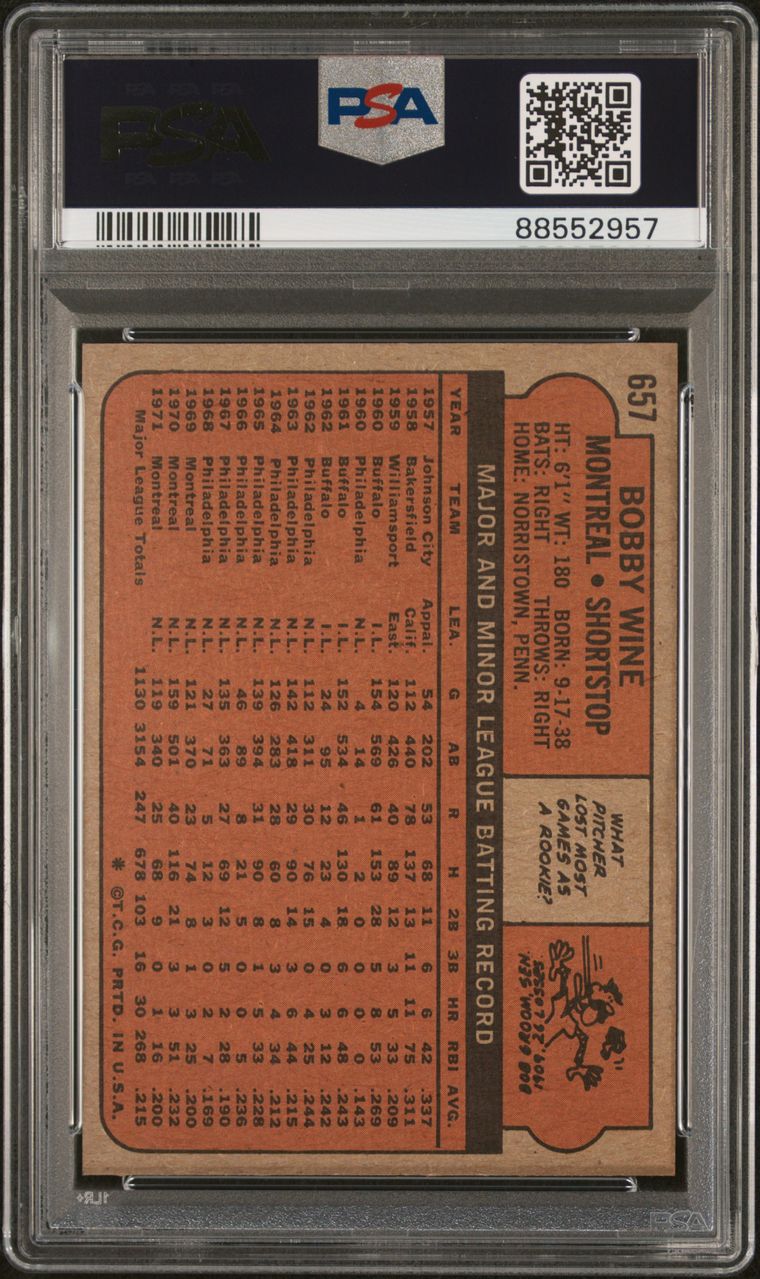 PSA
PSA
88552957
657
BOBBY WINE
MONTREAL • SHORTSTOP
HT: 6'1" WT: 180 BORN: 9-17-38
BATS: RIGHT THROWS: RIGHT
HOME: NORRISTOWN, PENN.
WHAT
PITCHER
LOST MOST
GAMES AS
A ROOKIE?
BOB GROOM, SEN.
1909, 26 LOSSES
MAJOR AND MINOR LEAGUE BATTING RECORD
YEAR TEAM LEA. G AB R H 2B 3B HR RBI AVG.
1957 Johnson City Appal. 54 202 53 68 11 6 6 42 .337
1958 Bakersfield Calif. 112 440 78 137 13 11 11 75 .311
1959 Williamsport East. 120 426 40 89 12 3 5 33 .209
1960 Buffalo I.L. 154 569 61 153 28 5 8 53 .269
1960 Philadelphia N.L. 4 14 1 2 0 0 0 0 .143
1961 Buffalo I.L. 152 534 46 130 18 6 6 48 .243
1962 Buffalo I.L. 24 95 12 23 4 0 3 12 .242
1962 Philadelphia N.L. 112 311 30 76 15 0 4 25 .244
1963 Philadelphia N.L. 142 418 29 90 14 3 6 44 .215
1964 Philadelphia N.L. 126 283 28 60 8 3 4 34 .212
1965 Philadelphia N.L. 139 394 31 90 8 1 5 33 .228
1966 Philadelphia N.L. 46 89 8 21 5 0 0 5 .236
1967 Philadelphia N.L. 135 363 27 69 12 5 2 28 .190
1968 Philadelphia N.L. 27 71 5 12 3 0 2 7 .169
1969 Montreal N.L. 121 370 23 74 8 1 3 25 .200
1970 Montreal N.L. 159 501 40 116 21 3 3 51 .232
1971 Montreal N.L. 119 340 25 68 9 0 1 16 .200
Major League Totals 1130 3154 247 678 103 16 30 268 .215
* ©T.C.G. PRTD. IN U.S.A.
1LR
PSA